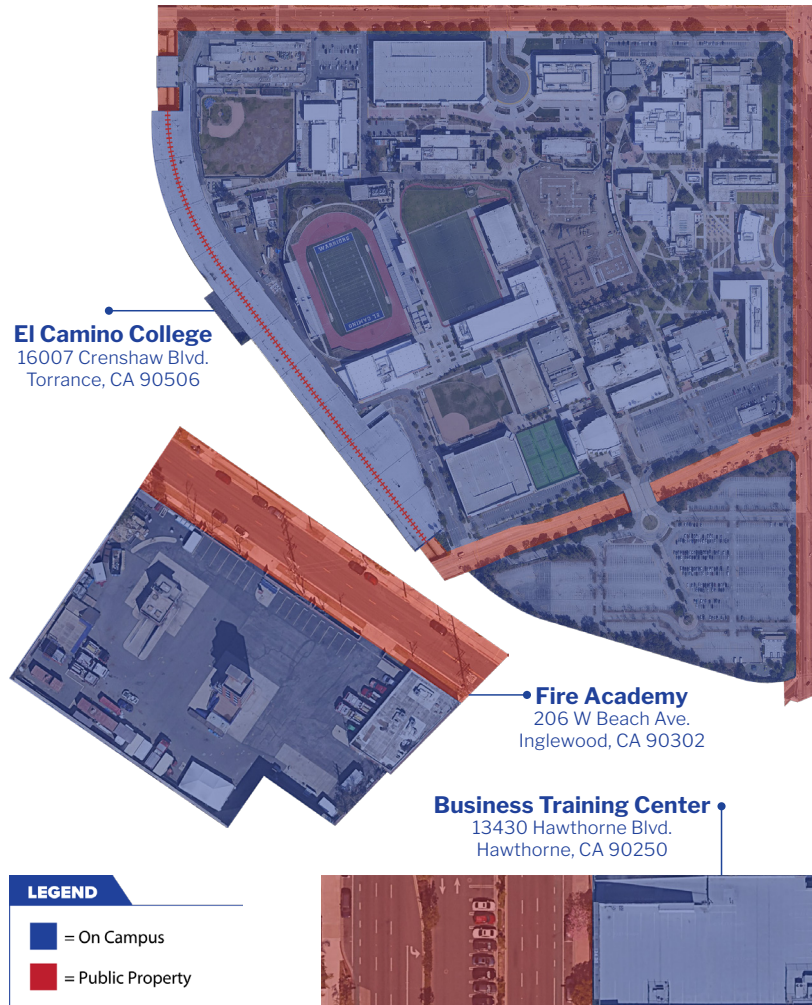 WARRIORS
EL CAMINO
El Camino College
16007 Crenshaw Blvd.
Torrance, CA 90506
Fire Academy
206 W Beach Ave.
Inglewood, CA 90302
Business Training Center
13430 Hawthorne Blvd.
Hawthorne, CA 90250
LEGEND
= On Campus
= Public Property